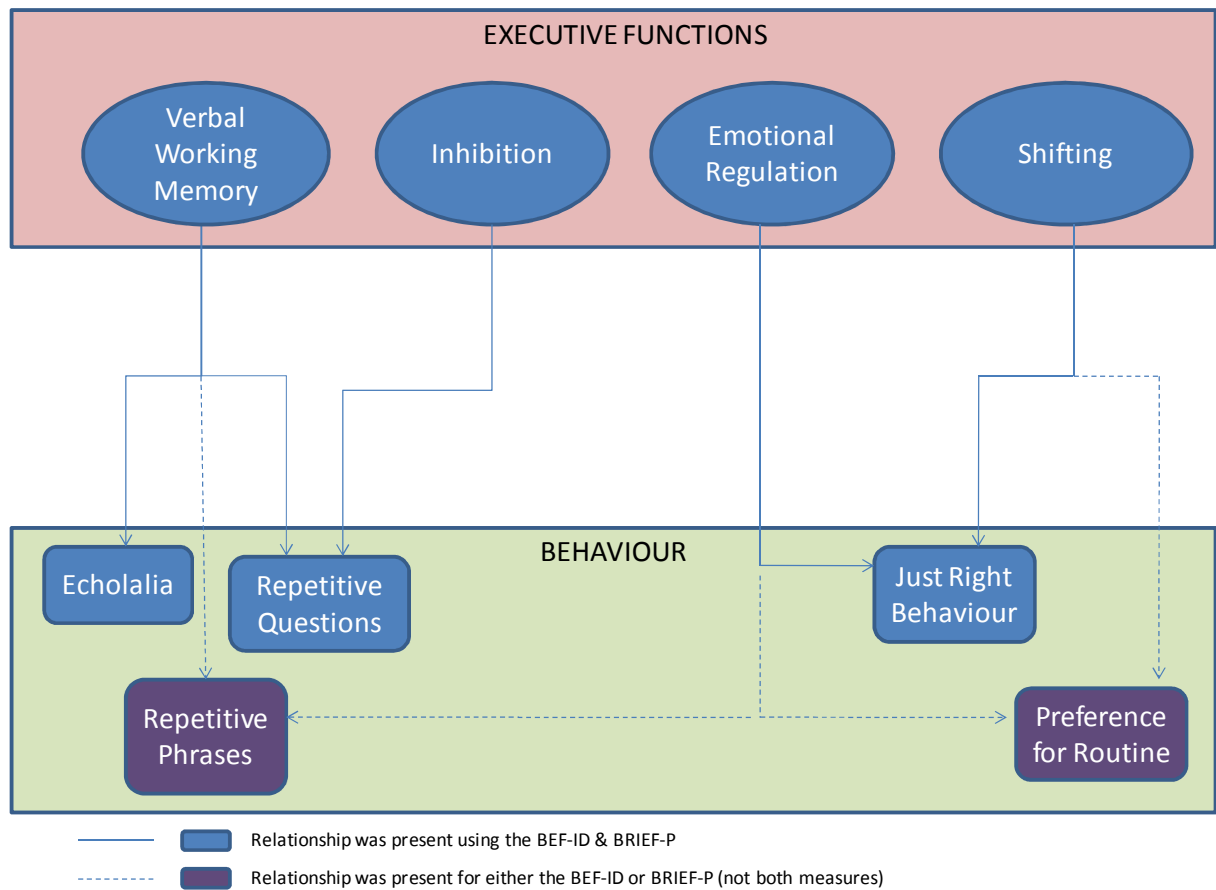 EXECUTIVE FUNCTIONS
Verbal
Working
Memory
Inhibition
Emotional
Regulation
Shifting
BEHAVIOUR
Echolalia
Repetitive
Questions
Just Right
Behaviour
Repetitive
Phrases
Preference
for Routine
Relationship was present using the BEF-ID & BRIEF-P
Relationship was present for either the BEF-ID or BRIEF-P (not both measures)